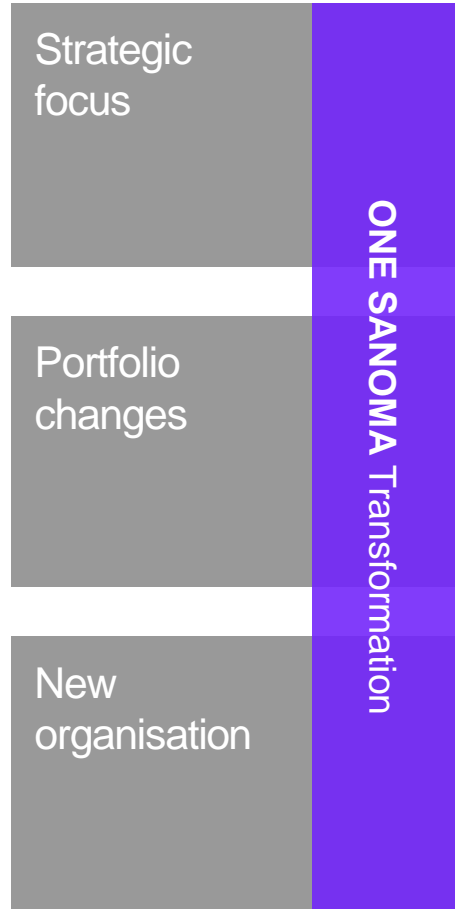 Strategic
focus
Portfolio
changes
New
organisation
ONE SANOMA Transformation